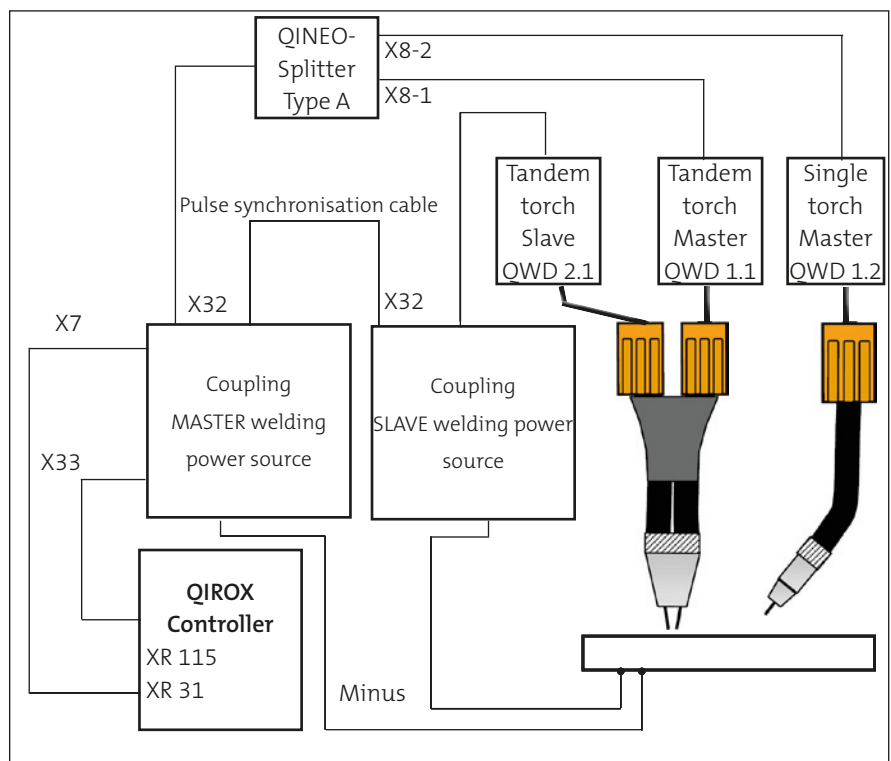 QINEO-
Splitter
Type A
X8-2
X8-1
Tandem
torch
Slave
QWD 2.1
Tandem
torch
Master
QWD 1.1
Single
torch
Master
QWD 1.2
Pulse synchronisation cable
X32
X32
X7
Coupling
MASTER welding
power source
Coupling
SLAVE welding power
source
X33
QIROX
Controller
XR 115
XR 31
Minus